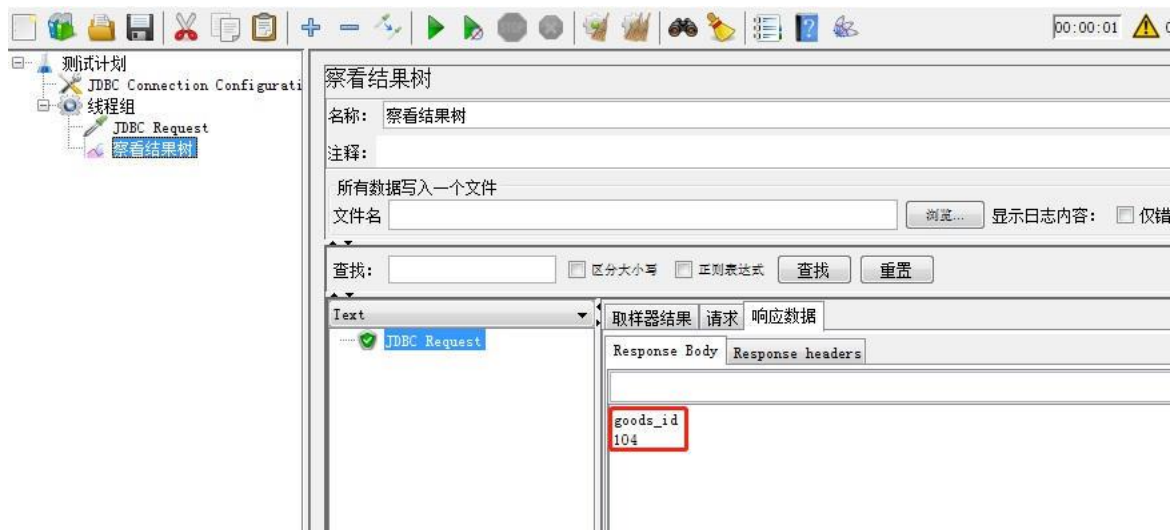 00:00:01
测试计划
JDBC Connection Configurati
线程组
JDBC Request
察看结果树
察看结果树
名称: 察看结果树
注释:
所有数据写入一个文件
文件名 浏览... 显示日志内容: 仅错
查找: 区分大小写 正则表达式 查找 重置
Text
JDBC Request
取样器结果 请求 响应数据
Response Body Response headers
goods_id
104